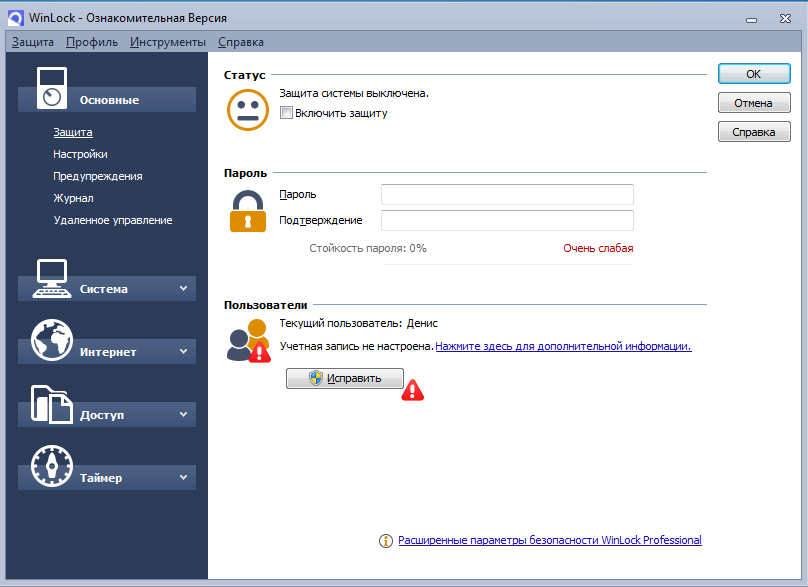 WinLock - Ознакомительная Версия
Защита Профиль Инструменты Справка
Основные
Защита
Настройки
Предупреждения
Журнал
Удаленное управление
Система
Интернет
Доступ
Таймер
Статус
Защита системы выключена.
Включить защиту
Пароль
Пароль
Подтверждение
Стойкость пароля: 0% Очень слабая
Пользователи
Текущий пользователь: Денис
Учетная запись не настроена. Нажмите здесь для дополнительной информации.
Исправить
Расширенные параметры безопасности WinLock Professional
OK
Отмена
Справка